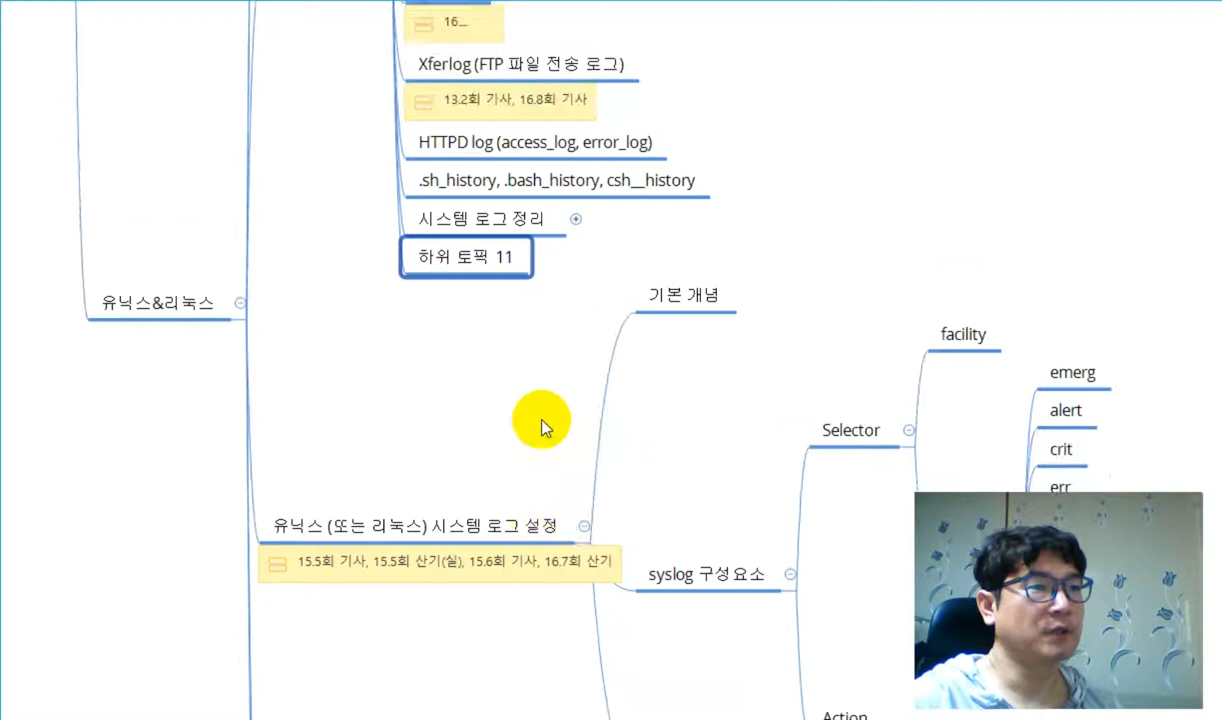 16...
Xferlog (FTP 파일 전송 로그)
13.2회 기사, 16.8회 기사
HTTPD log (access_log, error_log)
.sh_history, .bash_history, csh__history
시스템 로그 정리
하위 토픽 11
유닉스&리눅스
기본 개념
facility
emerg
alert
Selector
crit
err
유닉스 (또는 리눅스) 시스템 로그 설정
15.5회 기사, 15.5회 산기(실), 15.6회 기사, 16.7회 산기
syslog 구성요소
Action